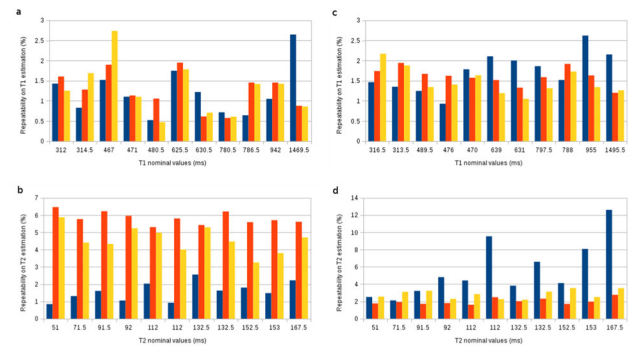 a
Repeatability on T1 estimation (%)
3
2.5
2
1.5
1
0.5
0
312 314.5 467 471 480.5 625.5 630.5 780.5 786.5 942 1469.5
T1 nominal values (ms)
c
Repeatability on T1 estimation (%)
3
2.5
2
1.5
1
0.5
0
316.5 313.5 489.5 476 470 639 631 797.5 788 955 1495.5
T1 nominal values (ms)
b
Repeatability on T2 estimation (%)
7
6
5
4
3
2
1
0
51 71.5 91.5 92 112 112 132.5 132.5 152.5 153 167.5
T2 nominal values (ms)
d
Repeatability on T2 estimation (%)
14
12
10
8
6
4
2
0
51 71.5 91.5 92 112 112 132.5 132.5 152.5 153 167.5
T2 nominal values (ms)